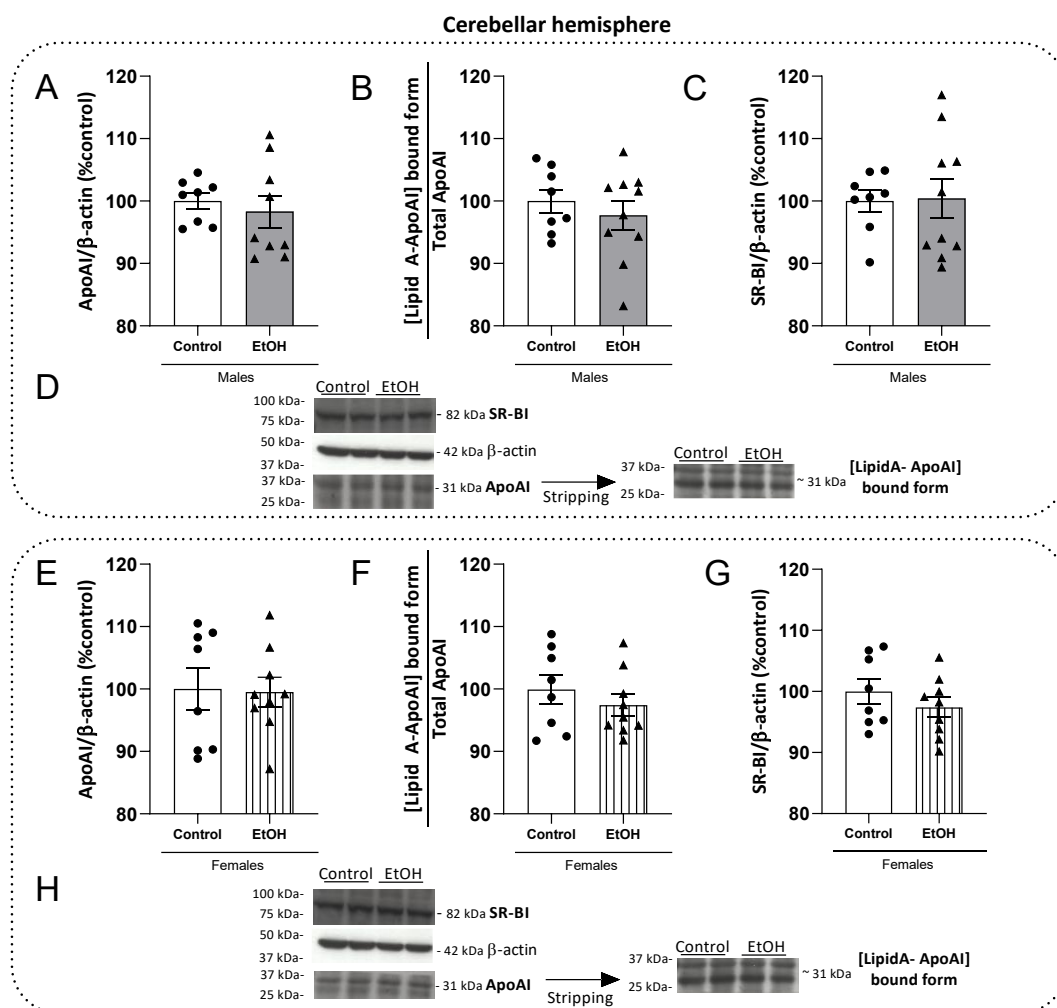 Cerebellar hemisphere
A
ApoAI/β-actin (%control)
120
110
100
90
80
Control
EtOH
Males
B
[Lipid A-ApoAI] bound form
Total ApoAI
120
110
100
90
80
Control
EtOH
Males
C
SR-BI/β-actin (%control)
120
110
100
90
80
Control
EtOH
Males
D
Control EtOH
100 kDa-
75 kDa-
- 82 kDa SR-BI
50 kDa-
37 kDa-
- 42 kDa β-actin
37 kDa-
25 kDa-
- 31 kDa ApoAI
Stripping
Control EtOH
37 kDa-
25 kDa-
~ 31 kDa
[LipidA- ApoAI]
bound form
E
ApoAI/β-actin (%control)
120
110
100
90
80
Control
EtOH
Females
F
[Lipid A-ApoAI] bound form
Total ApoAI
120
110
100
90
80
Control
EtOH
Females
G
SR-BI/β-actin (%control)
120
110
100
90
80
Control
EtOH
Females
H
Control EtOH
100 kDa-
75 kDa-
- 82 kDa SR-BI
50 kDa-
37 kDa-
- 42 kDa β-actin
37 kDa-
25 kDa-
- 31 kDa ApoAI
Stripping
Control EtOH
37 kDa-
25 kDa-
~ 31 kDa
[LipidA- ApoAI]
bound form